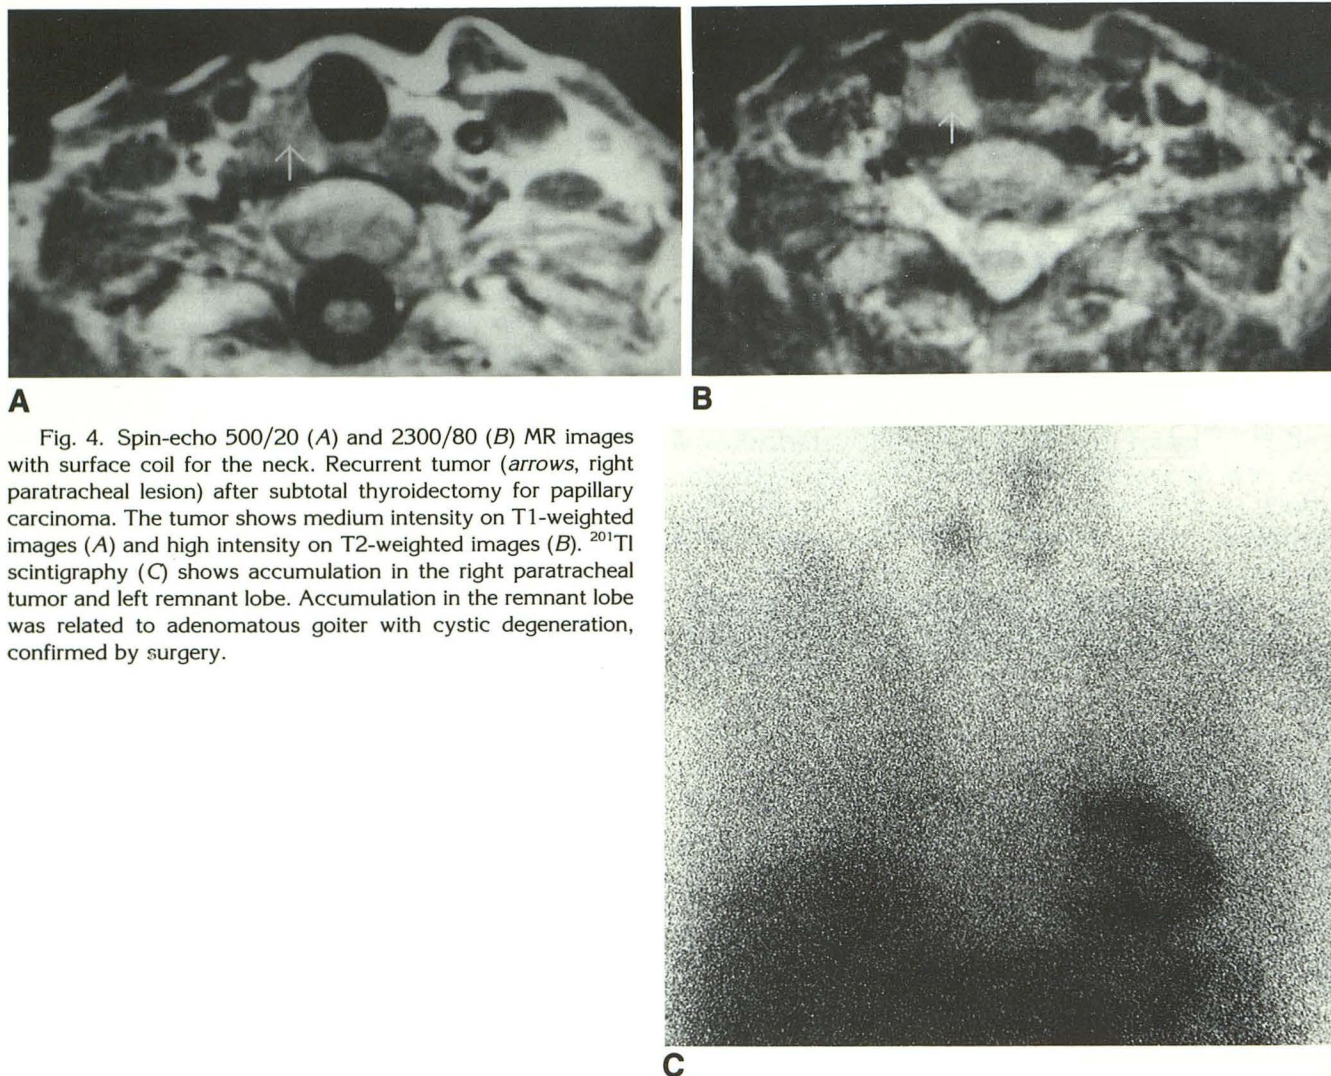 A
B
Fig. 4. Spin-echo 500/20 (A) and 2300/80 (B) MR images
with surface coil for the neck. Recurrent tumor (arrows, right
paratracheal lesion) after subtotal thyroidectomy for papillary
carcinoma. The tumor shows medium intensity on T1-weighted
images (A) and high intensity on T2-weighted images (B). ²⁰¹Tl
scintigraphy (C) shows accumulation in the right paratracheal
tumor and left remnant lobe. Accumulation in the remnant lobe
was related to adenomatous goiter with cystic degeneration,
confirmed by surgery.
C